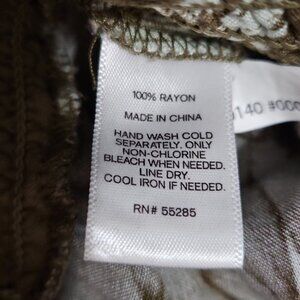 100% RAYON
MADE IN CHINA
HAND WASH COLD
SEPARATELY. ONLY
NON-CHLORINE
BLEACH WHEN NEEDED.
LINE DRY.
COOL IRON IF NEEDED.
RN# 55285